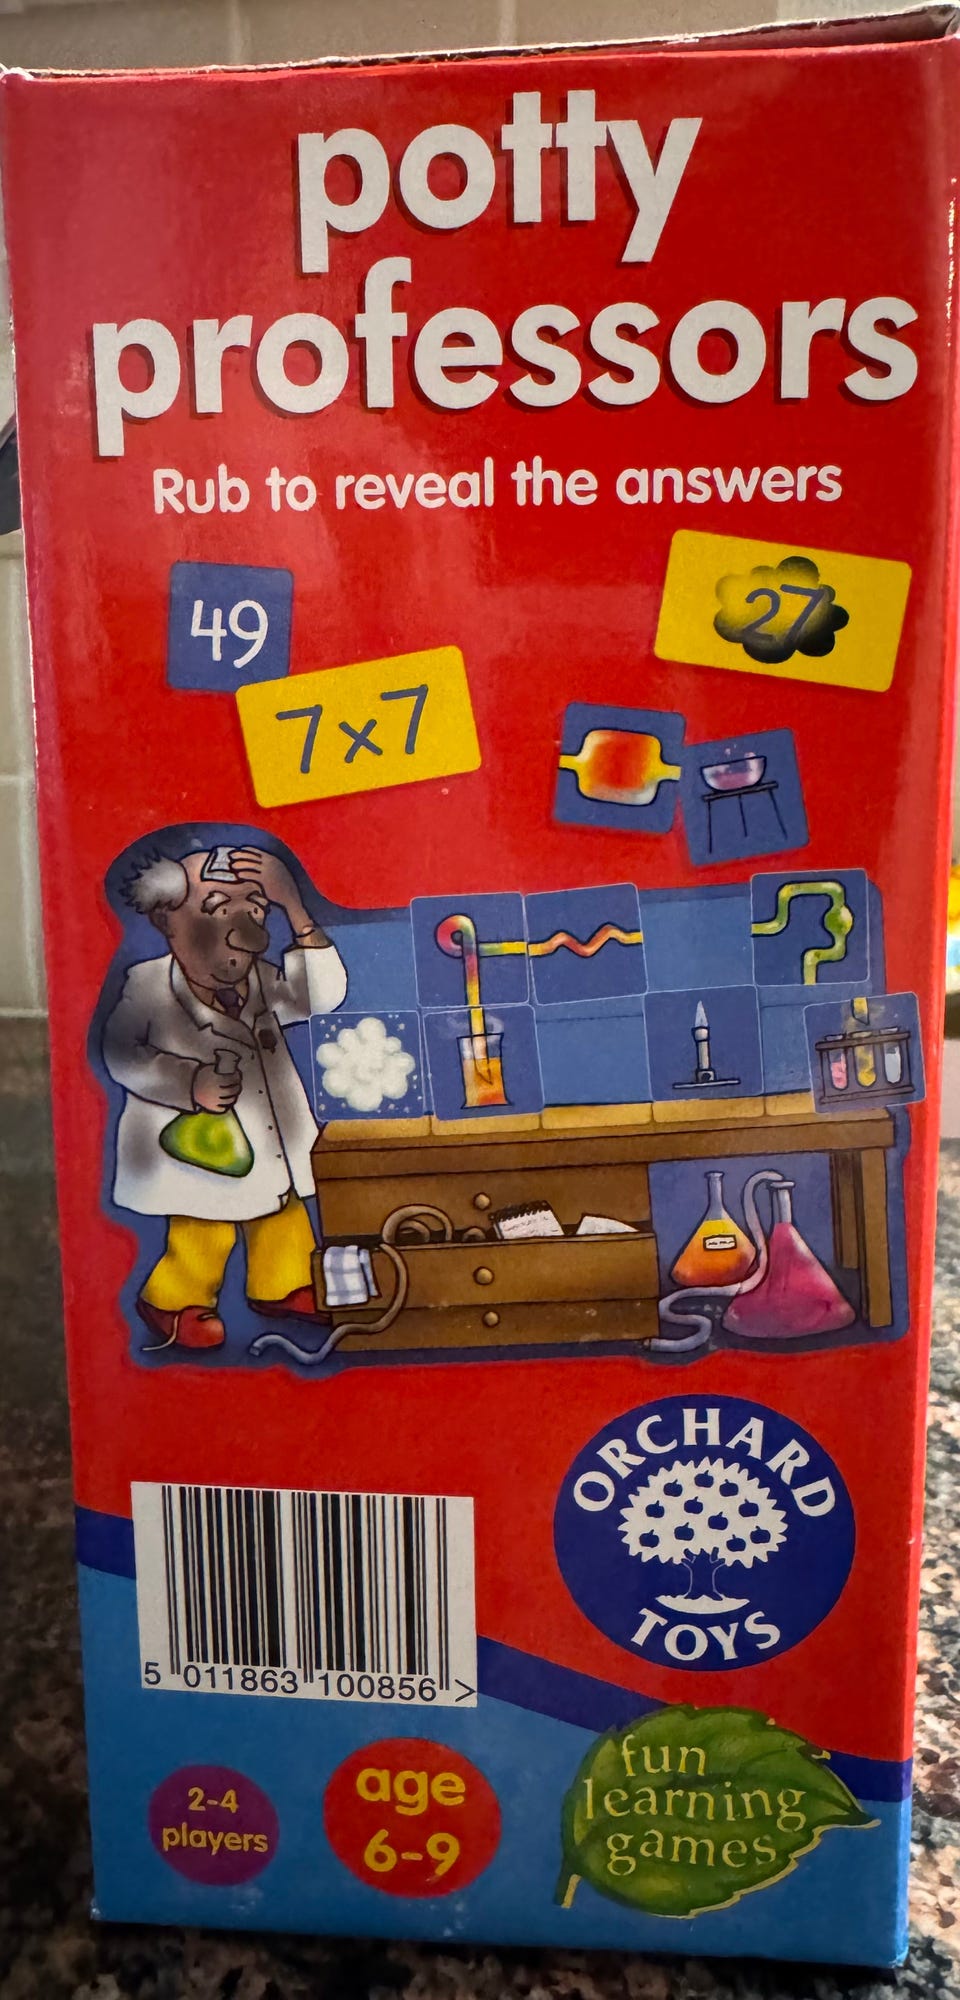 potty
professors
Rub to reveal the answers
49
27
7x7
ORCHARD
TOYS
5 011863 100856 >
2-4
players
age
6-9
fun
learning
games